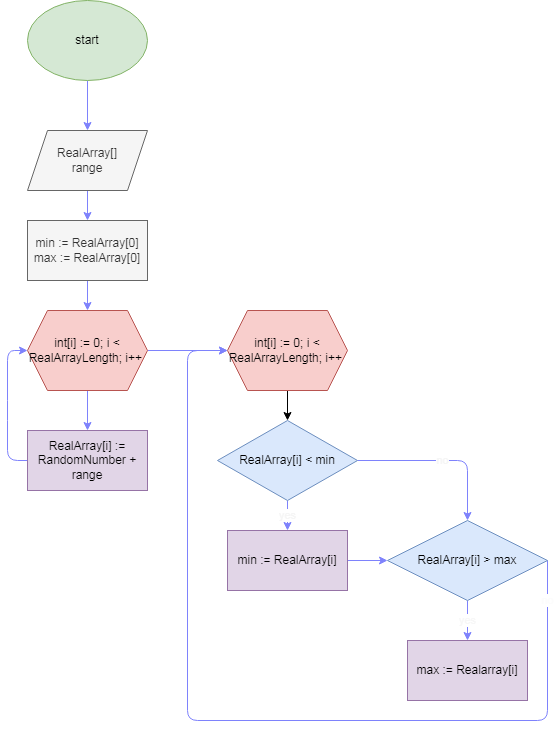 start
RealArray[]
range
min := RealArray[0]
max := RealArray[0]
int[i] := 0; i <
RealArrayLength; i++
int[i] := 0; i <
RealArrayLength; i++
RealArray[i] :=
RandomNumber +
range
RealArray[i] < min
min := RealArray[i]
RealArray[i] > max
max := Realarray[i]